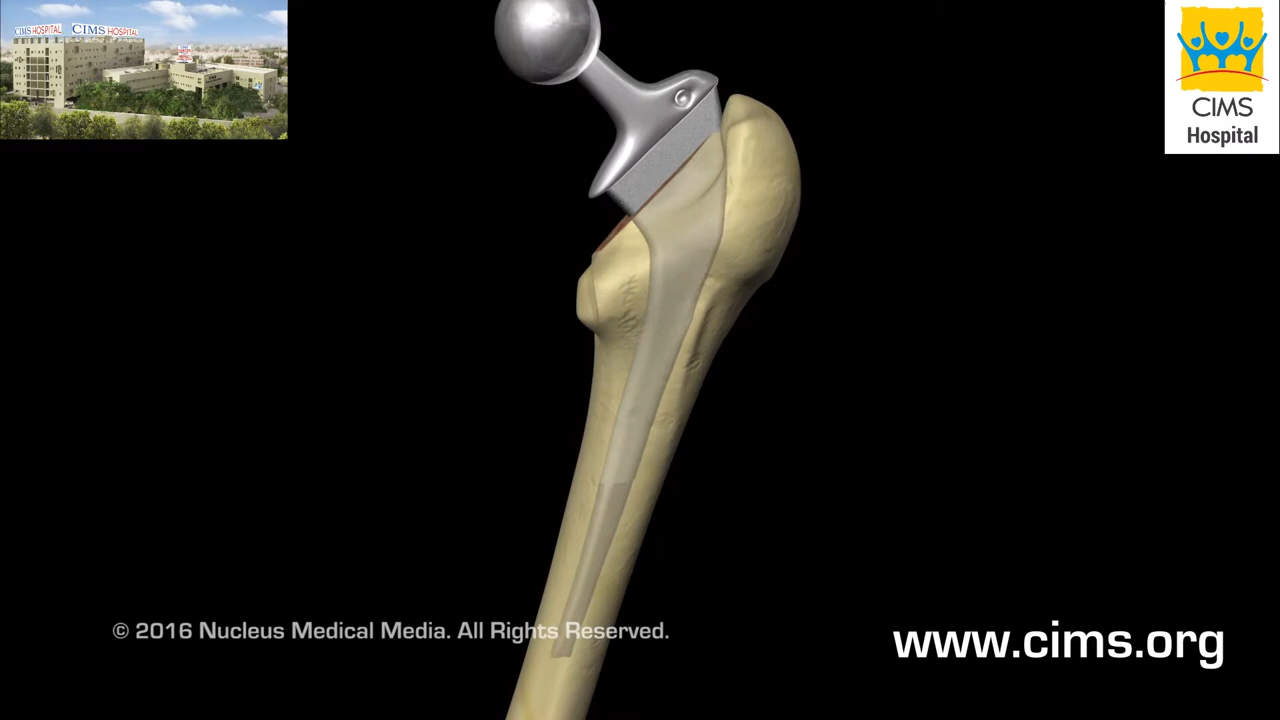 CIMS HOSPITAL CIMS HOSPITAL
CIMS
Hospital
© 2016 Nucleus Medical Media. All Rights Reserved.
www.cims.org